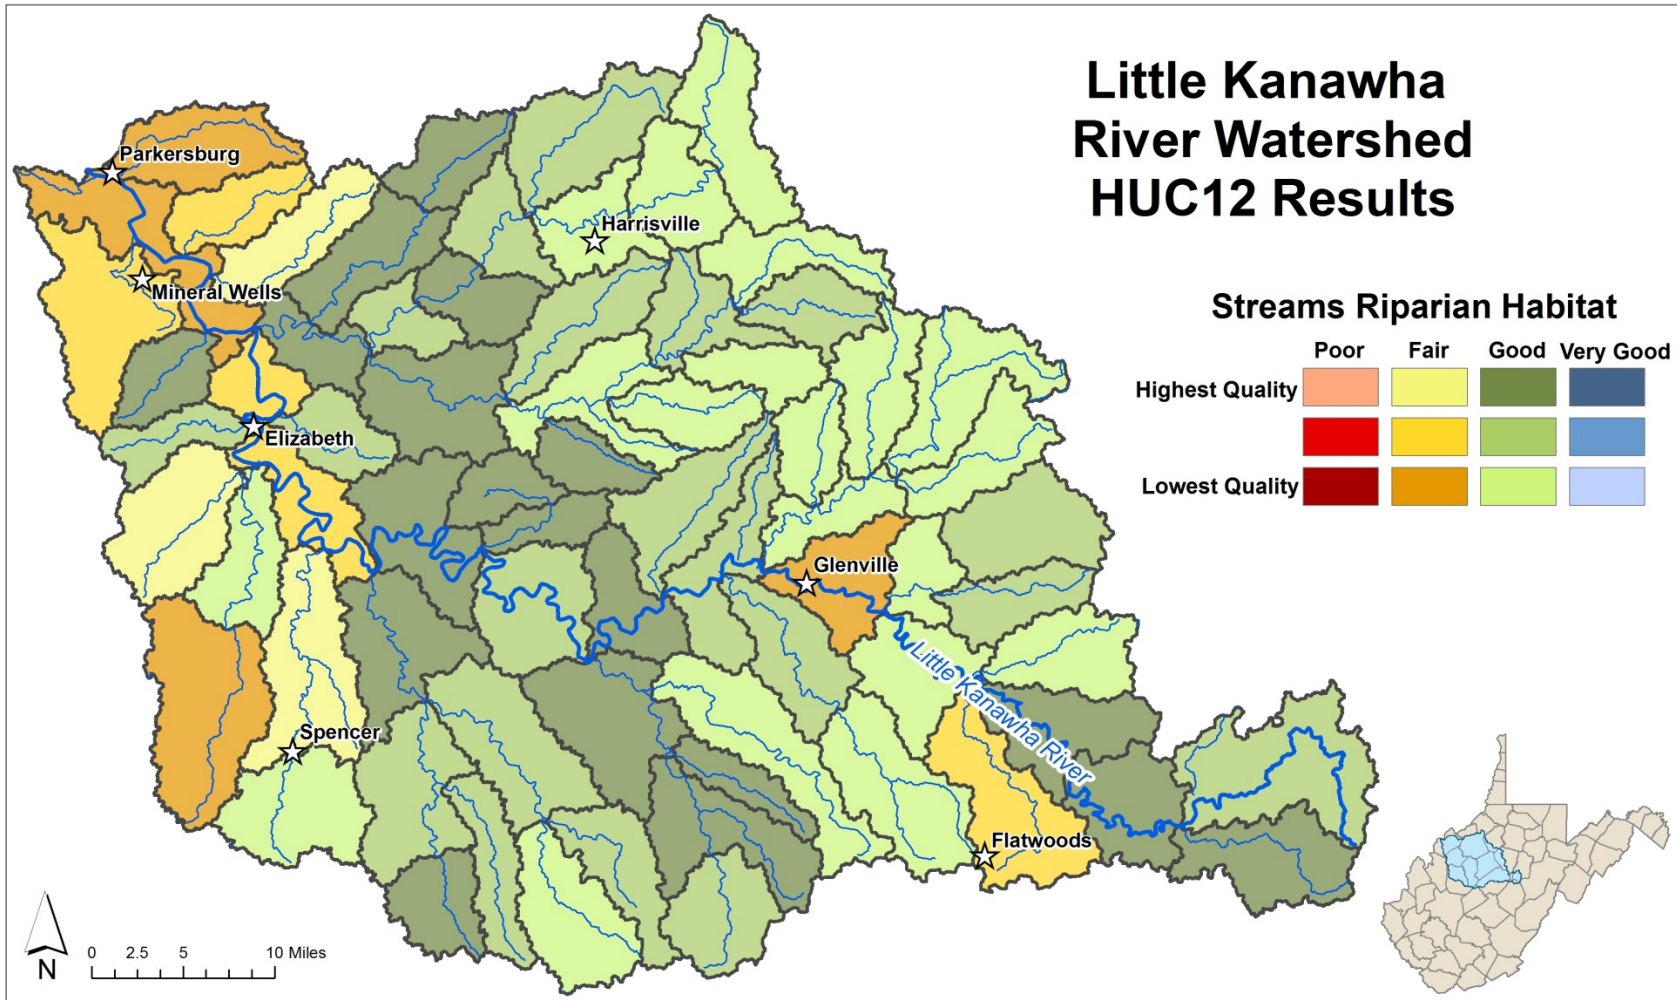 Little Kanawha
River Watershed
HUC12 Results
Streams Riparian Habitat
Poor Fair Good Very Good
Highest Quality
Lowest Quality
Parkersburg
Harrisville
Mineral Wells
Elizabeth
Glenville
Little Kanawha River
Spencer
Flatwoods
N
0 2.5 5 10 Miles